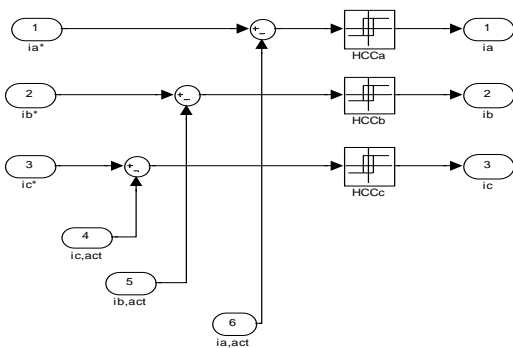 1
ia*
+
-
HCCa
1
ia
2
ib*
+
-
HCCb
2
ib
3
ic*
+
-
HCCc
3
ic
4
ic,act
5
ib,act
6
ia,act